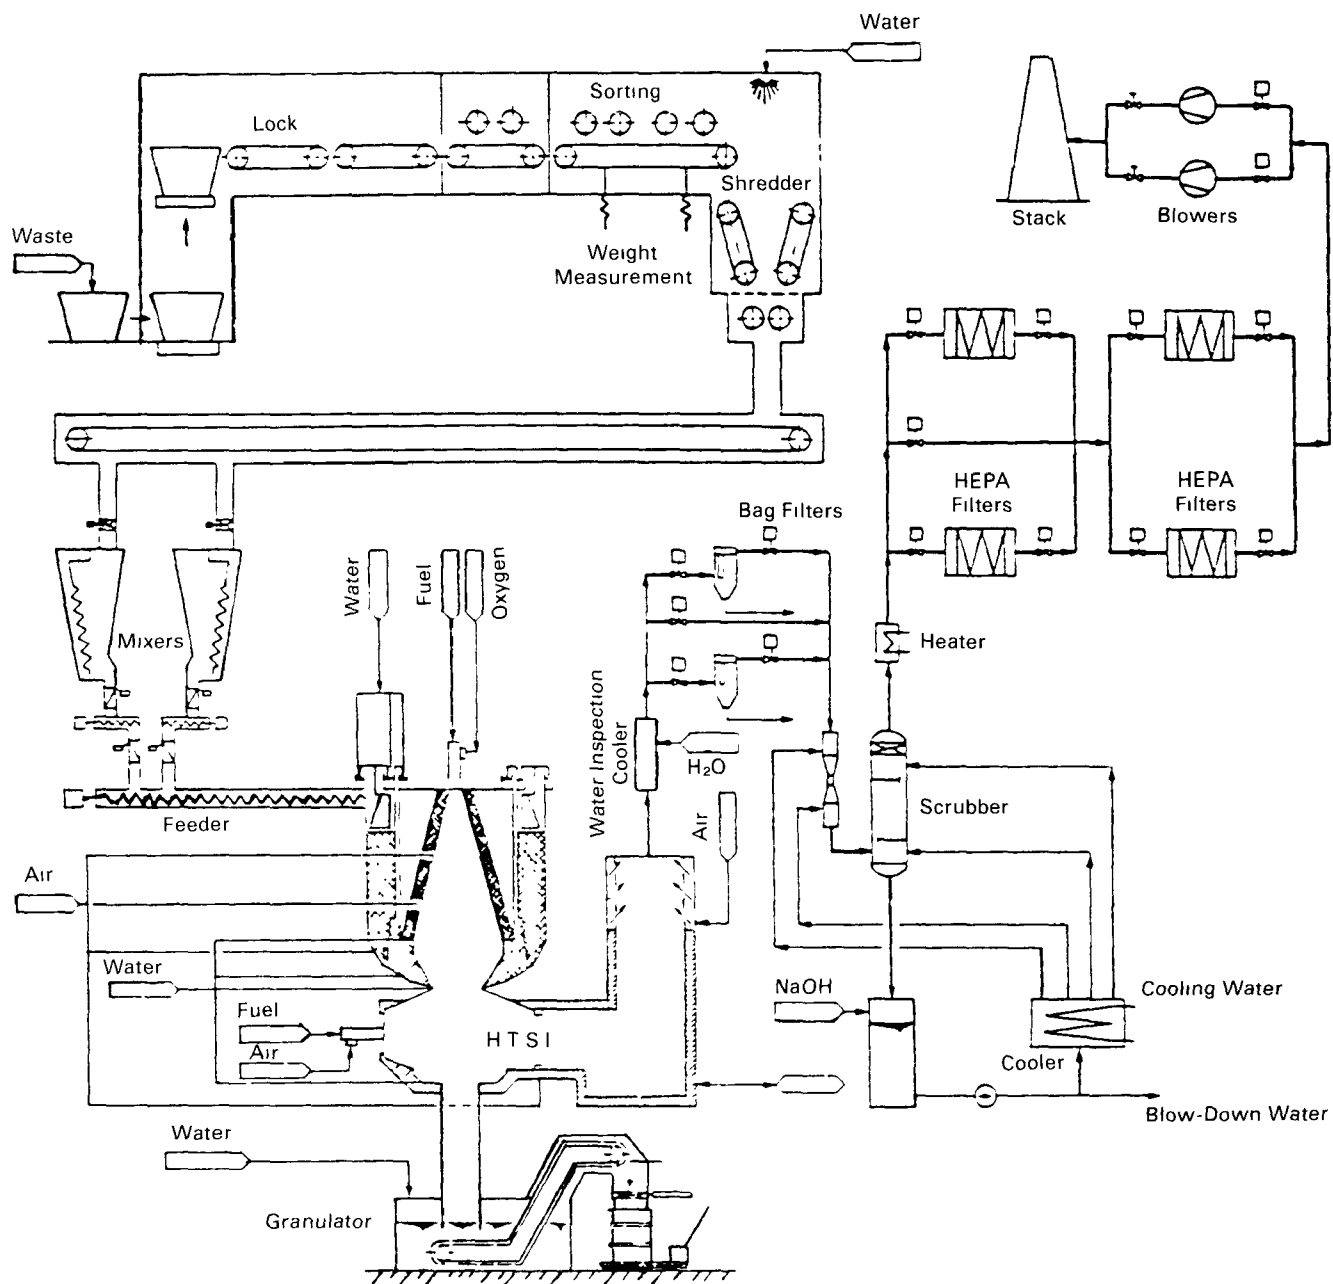 Water
Sorting
Lock
Shredder
Stack
Blowers
Waste
Weight
Measurement
HEPA
Filters
HEPA
Filters
Bag Filters
Water
Fuel
Oxygen
Mixers
Heater
Water Inspection
Cooler
H₂O
Air
Scrubber
Feeder
Air
Water
NaOH
Cooling Water
Fuel
HTSI
Air
Cooler
Blow-Down Water
Water
Granulator